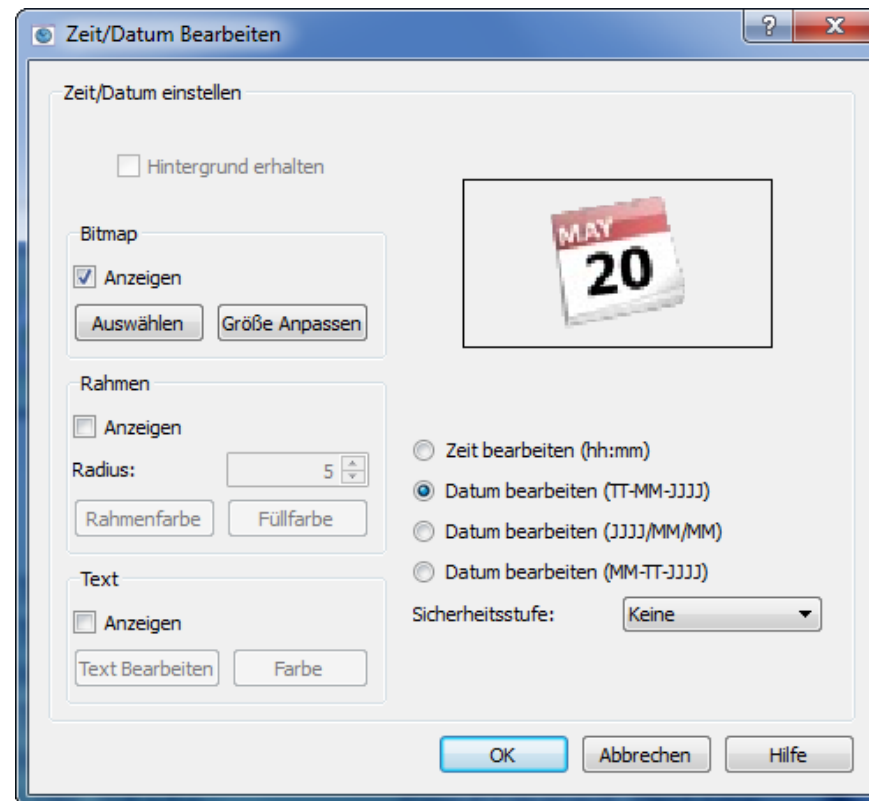 Zeit/Datum Bearbeiten
?
X
Zeit/Datum einstellen
Hintergrund erhalten
Bitmap
Anzeigen
Auswählen Größe Anpassen
MAY
20
Rahmen
Anzeigen
Radius: 5
Rahmenfarbe Füllfarbe
Text
Anzeigen
Text Bearbeiten Farbe
Zeit bearbeiten (hh:mm)
Datum bearbeiten (TT-MM-JJJJ)
Datum bearbeiten (JJJJ/MM/MM)
Datum bearbeiten (MM-TT-JJJJ)
Sicherheitsstufe: Keine
OK Abbrechen Hilfe